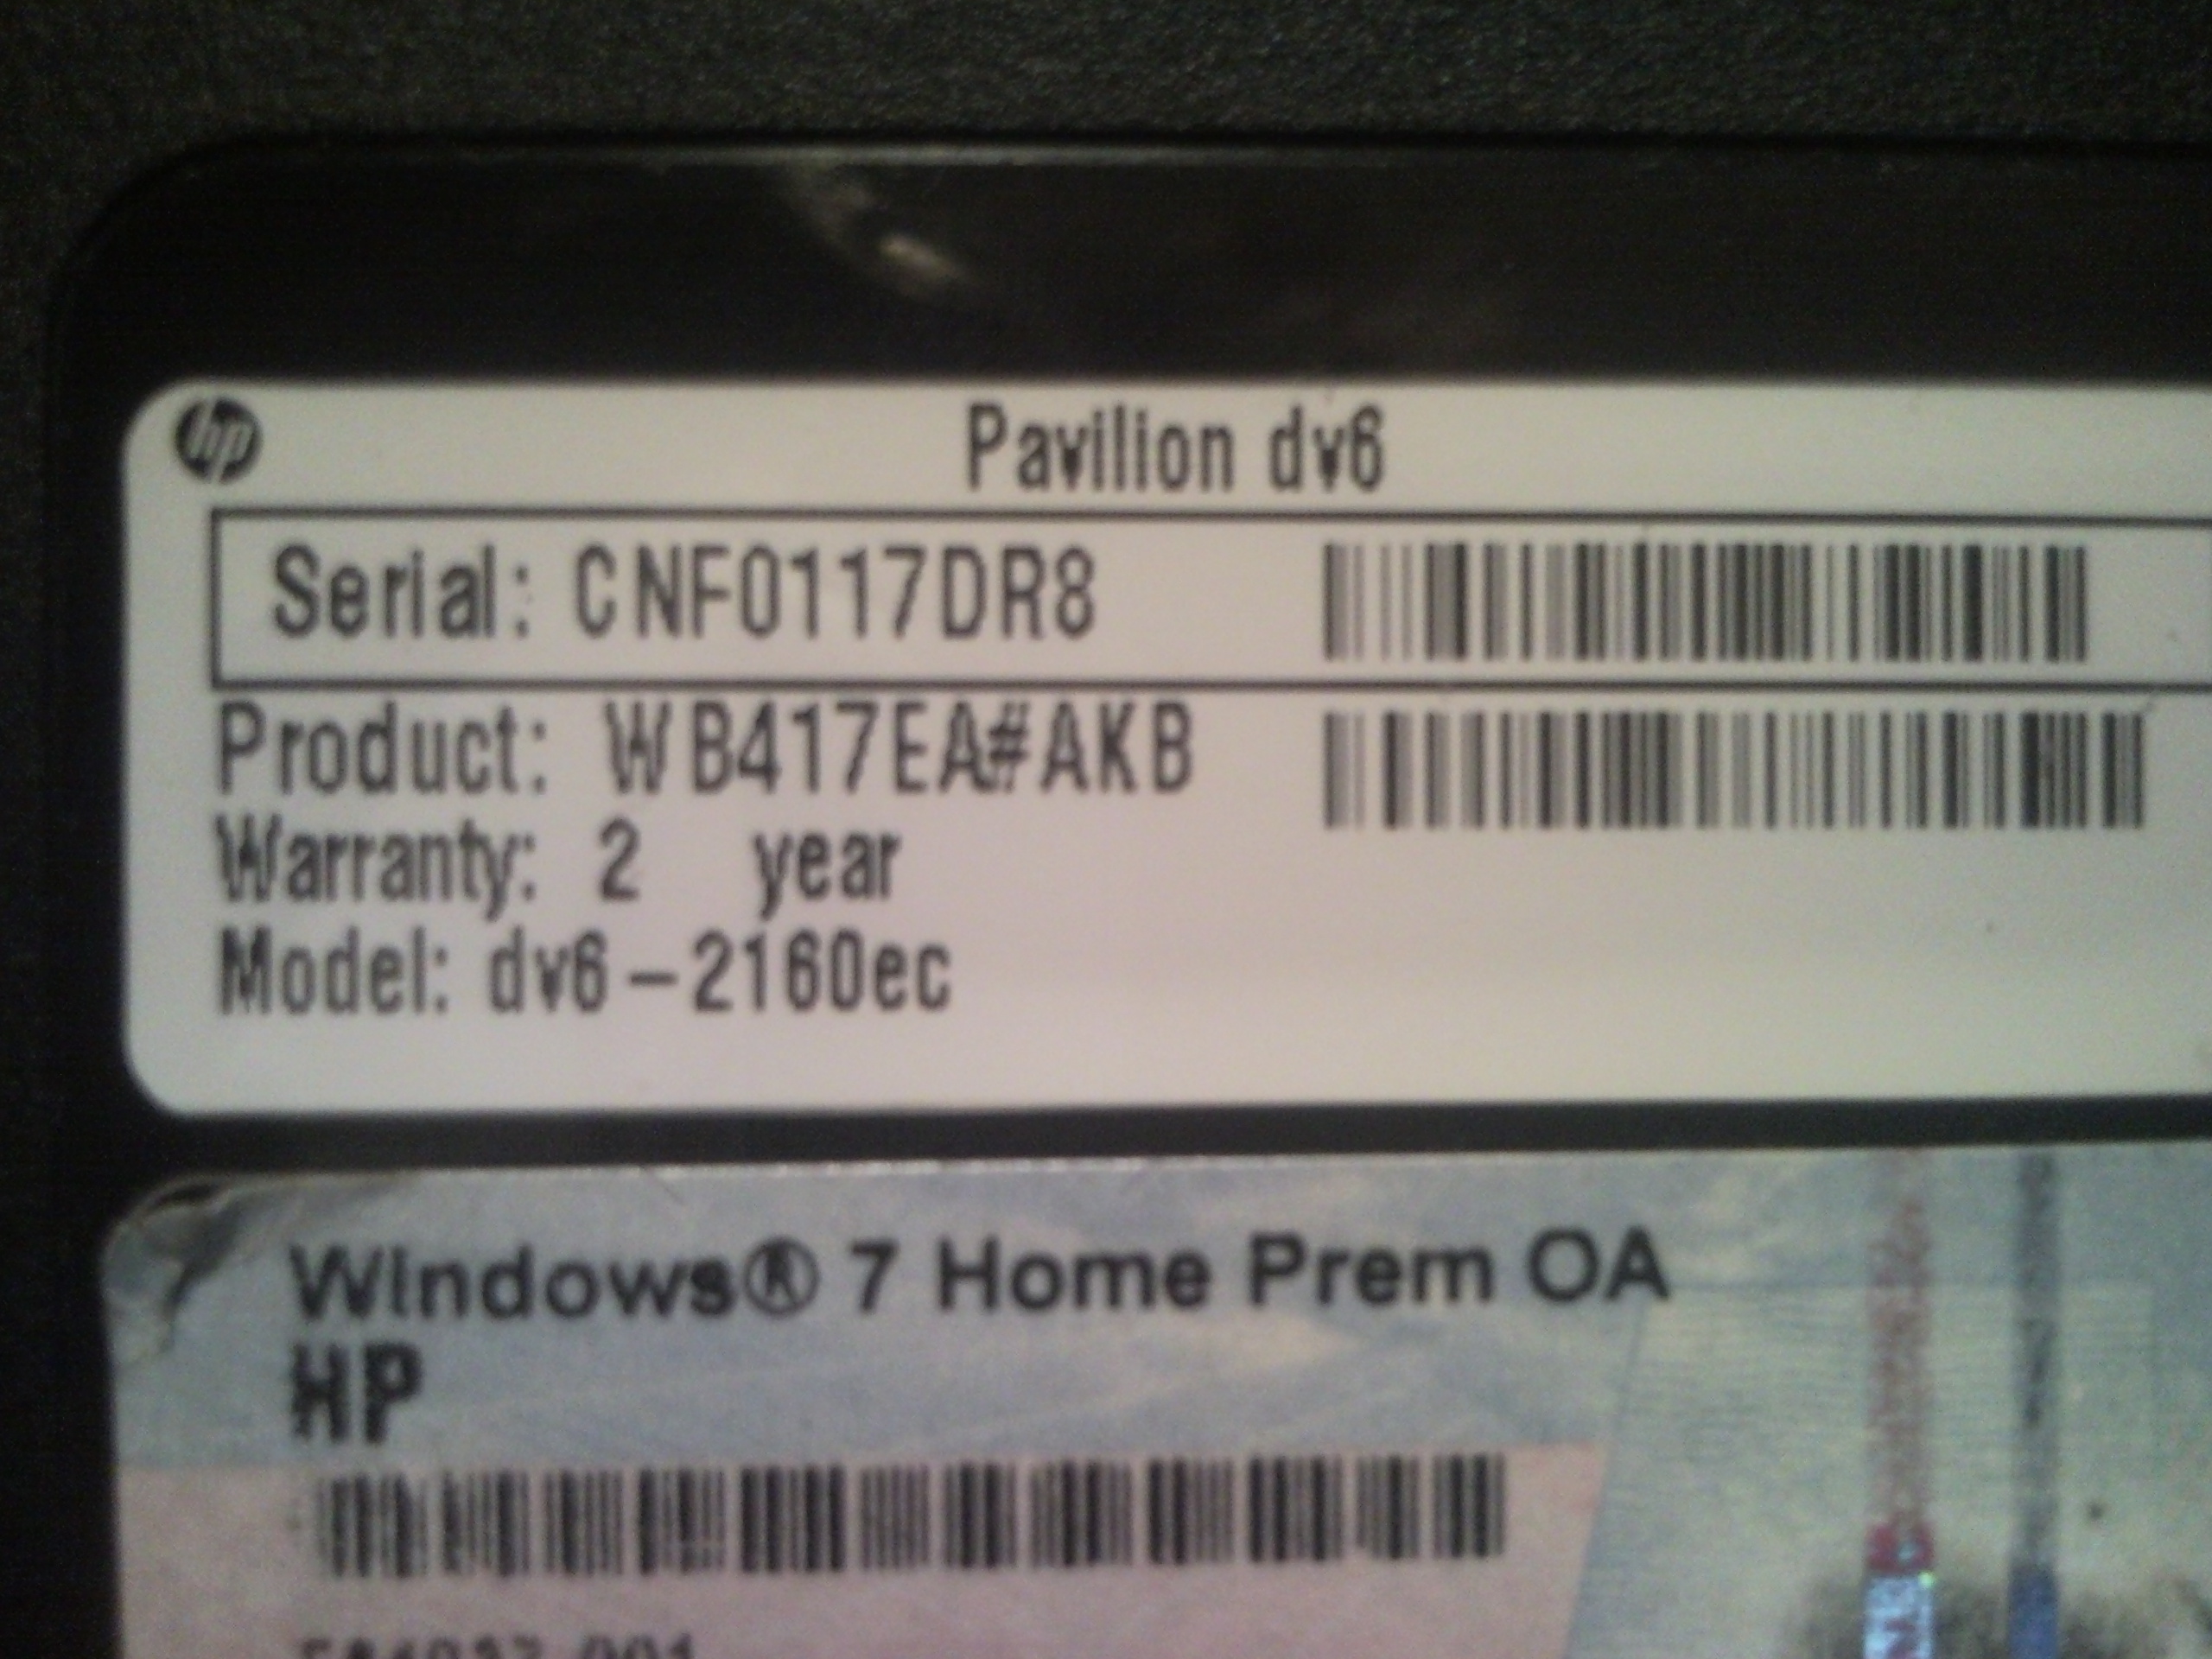 hp
Pavilion dv6
Serial: CNF0117DR8
Product: WB417EA#AKB
Warranty: 2 year
Model: dv6-2160ec
Windows® 7 Home Prem OA
HP